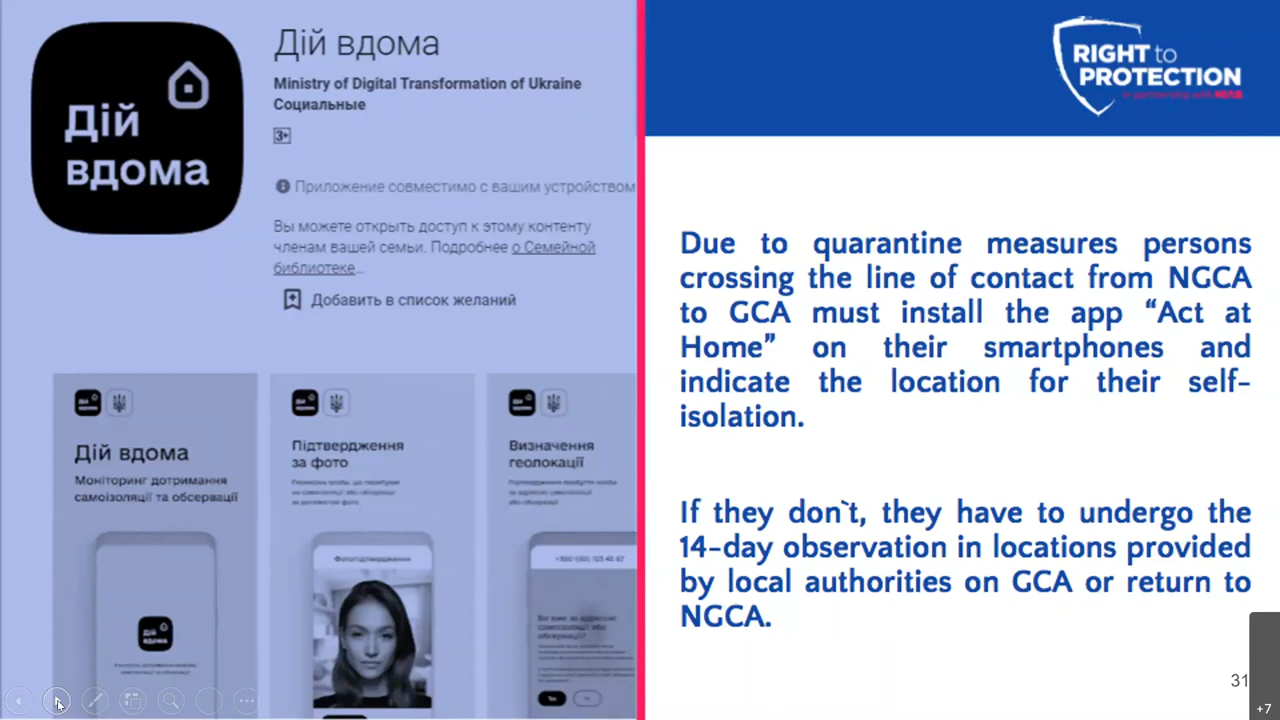 Дій вдома
Ministry of Digital Transformation of Ukraine
Социальные
3+
Приложение совместимо с вашим устройством
Вы можете открыть доступ к этому контенту
членам вашей семьи. Подробнее о Семейной
библиотеке…
Добавить в список желаний
Дій
вдома
Дій вдома
Моніторинг дотримання
самоізоляції та обсервації
Підтвердження
за фото
Фотопідтвердження
Визначення
геолокації
RIGHT to
PROTECTION
in partnership with HIAS
Due to quarantine measures persons
crossing the line of contact from NGCA
to GCA must install the app “Act at
Home” on their smartphones and
indicate the location for their self-
isolation.
If they don`t, they have to undergo the
14-day observation in locations provided
by local authorities on GCA or return to
NGCA.
31
+7